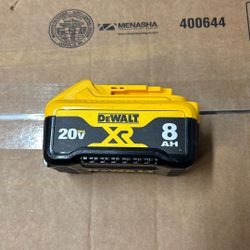 MENASHA
400644
DEWALT
20V
XR
8
AH